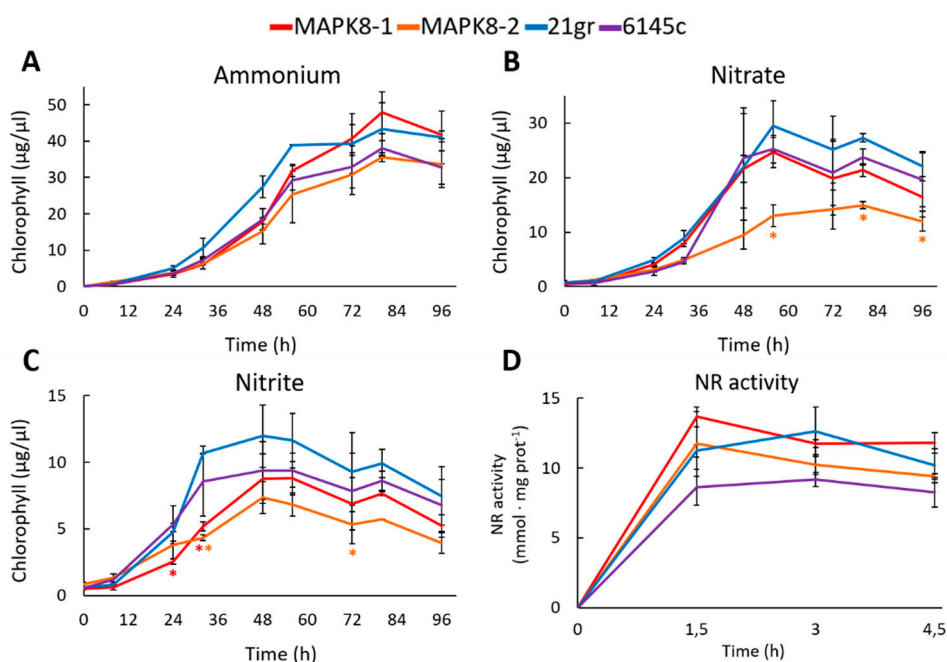 MAPK8-1 MAPK8-2 21gr 6145c
A
Ammonium
Chlorophyll (µg/µl)
50
40
30
20
10
0
0 12 24 36 48 60 72 84 96
Time (h)
B
Nitrate
Chlorophyll (µg/µl)
30
20
10
0
*
*
*
0 12 24 36 48 60 72 84 96
Time (h)
C
Nitrite
Chlorophyll (µg/µl)
15
10
5
0
*
**
*
0 12 24 36 48 60 72 84 96
Time (h)
D
NR activity
NR activity
(mmol · mg prot⁻¹)
15
10
5
0
0 1,5 3 4,5
Time (h)